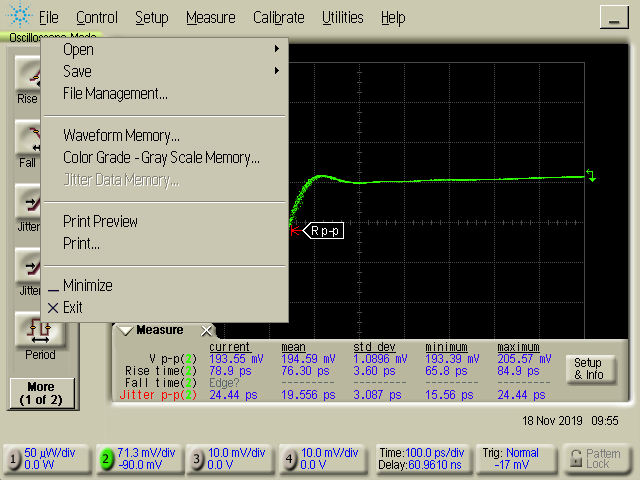 File Control Setup Measure Calibrate Utilities Help
Oscilloscope Mode
Open
Save
File Management...
Waveform Memory...
Color Grade - Gray Scale Memory...
Jitter Data Memory...
Print Preview
Print...
Minimize
Exit
Rise
Fall
Jitter
Jitter
Period
More
(1 of 2)
R p-p
Measure
current mean std dev minimum maximum
V p-p(2) 193.55 mV 194.59 mV 1.0896 mV 193.39 mV 205.57 mV
Rise time(2) 78.9 ps 76.30 ps 3.60 ps 65.8 ps 84.9 ps
Fall time(2) Edge? -------- -------- -------- --------
Jitter p-p(2) 24.44 ps 19.556 ps 3.087 ps 15.56 ps 24.44 ps
Setup
& Info
18 Nov 2019 09:55
1 50 µW/div
0.0 W
2 71.3 mV/div
-90.0 mV
3 10.0 mV/div
0.0 V
4 10.0 mV/div
0.0 V
Time:100.0 ps/div
Delay:60.9610 ns
Trig: Normal
-17 mV
Pattern
Lock